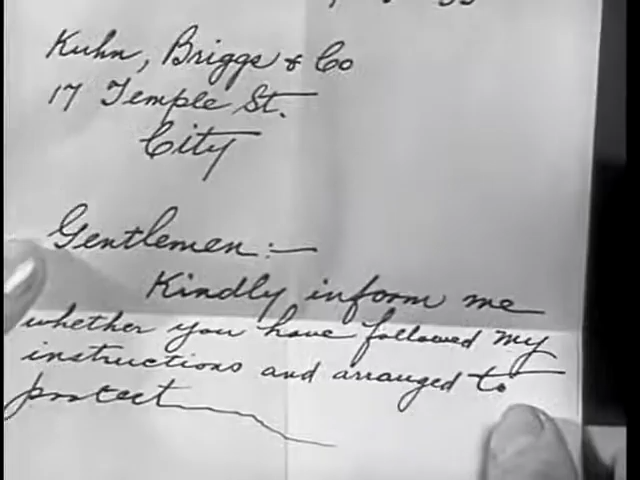 Kuhn, Briggs & Co
17 Temple St.
City
Gentlemen:—
Kindly inform me
whether you have followed my
instructions and arranged to
protect